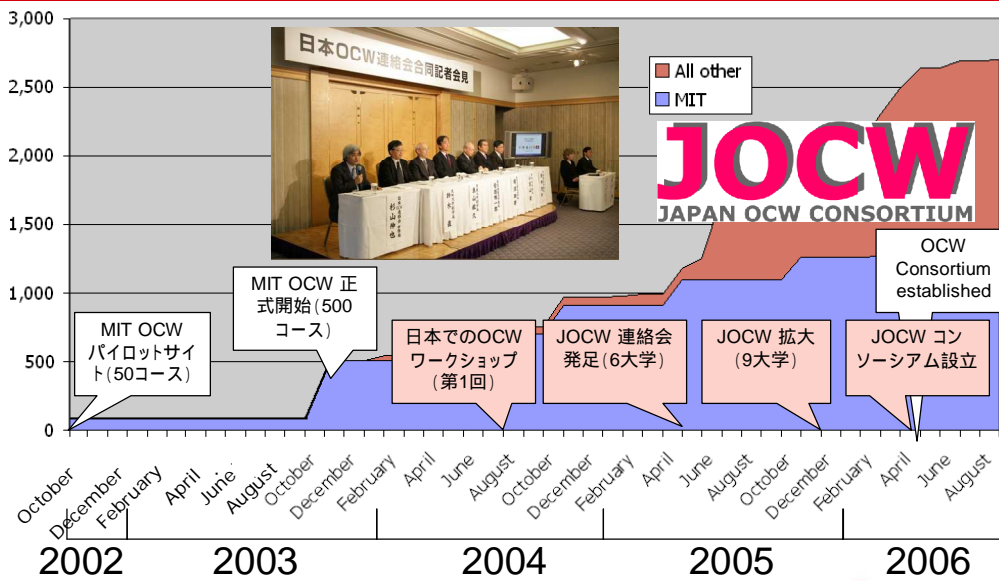 3,000
2,500
2,000
1,500
1,000
500
0
日本OCW連絡会合同記者会見
杉山伸也
All other
MIT
JOCW
JAPAN OCW CONSORTIUM
MIT OCW
パイロットサイ
ト(50コース)
MIT OCW 正
式開始(500
コース)
日本でのOCW
ワークショップ
(第1回)
JOCW 連絡会
発足(6大学)
JOCW 拡大
(9大学)
JOCW コン
ソーシアム設立
OCW
Consortium
established
October
December
February
April
June
August
October
December
February
April
June
August
October
December
February
April
June
August
October
December
February
April
June
August
2002
2003
2004
2005
2006